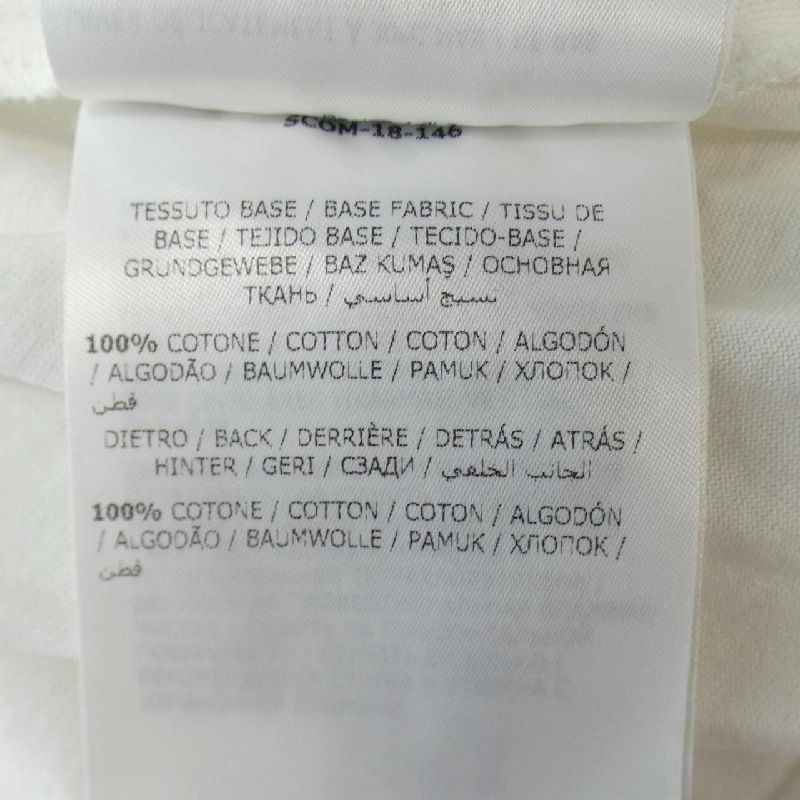 SCOM-18-146
TESSUTO BASE / BASE FABRIC / TISSU DE
BASE / TEJIDO BASE / TECIDO-BASE /
GRUNDGEWEBE / BAZ KUMAŞ / ОСНОВНАЯ
ТКАНЬ / نسيج أساسي
100% COTONE / COTTON / COTON / ALGODÓN
/ ALGODÃO / BAUMWOLLE / PAMUK / ХЛОПОК /
قطن
DIETRO / BACK / DERRIÈRE / DETRÁS / ATRÁS /
HINTER / GERI / СЗАДИ / الجانب الخلفي
100% COTONE / COTTON / COTON / ALGODÓN
/ ALGODÃO / BAUMWOLLE / PAMUK / ХЛОПОК /
قطن